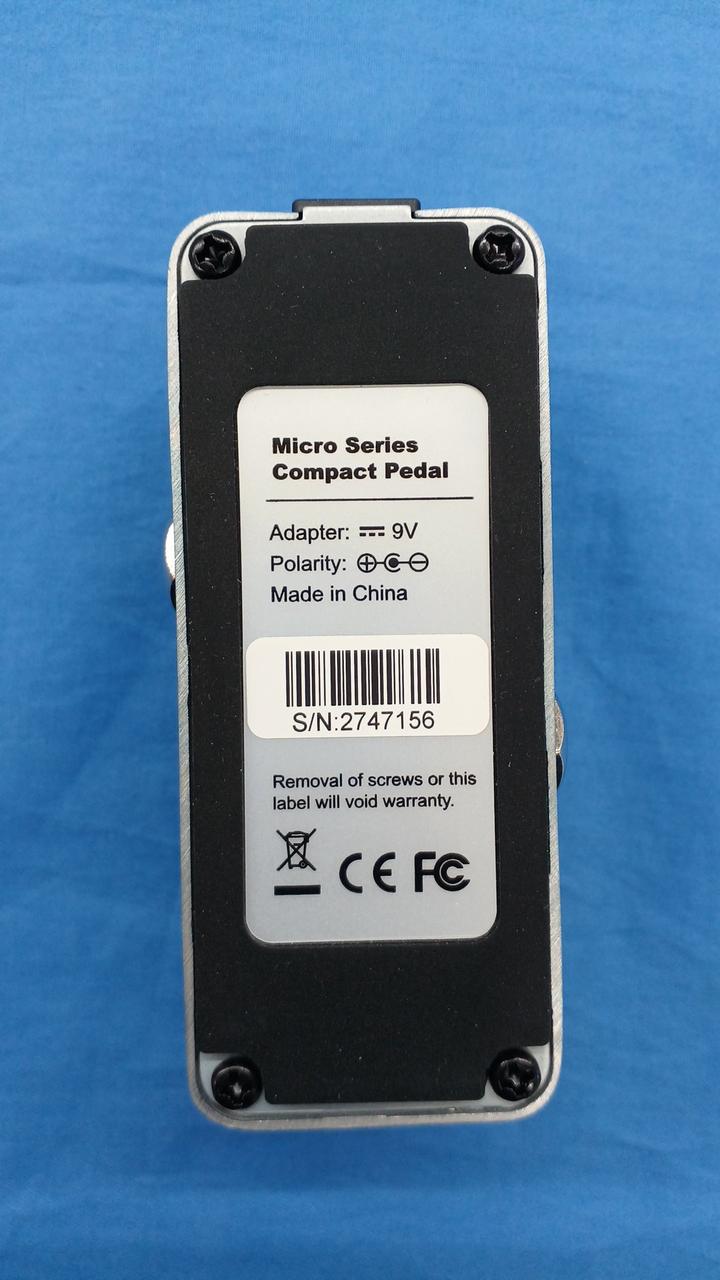 Micro Series
Compact Pedal
Adapter: ⎓ 9V
Polarity:
Made in China
S/N:2747156
Removal of screws or this
label will void warranty.
CE FC